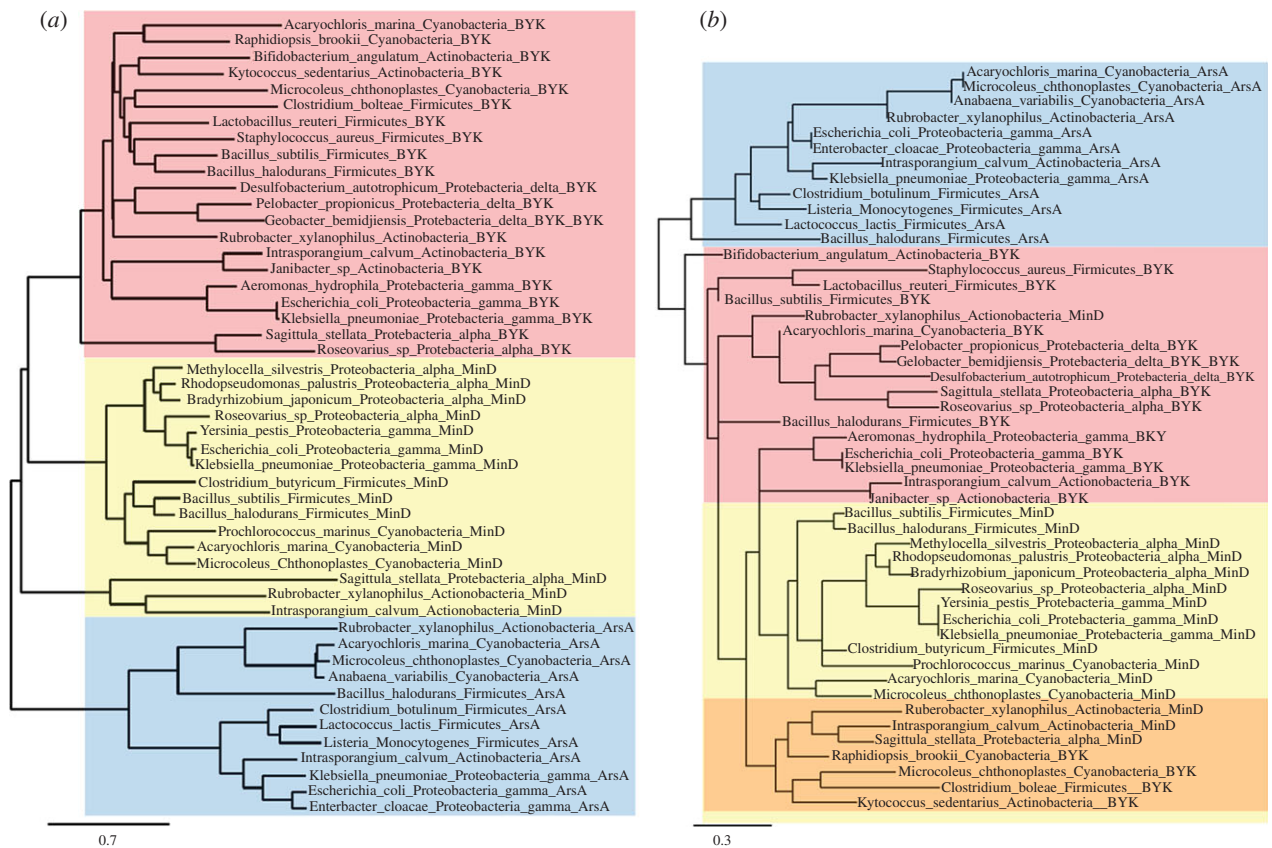 (a)
Acaryochloris_marina_Cyanobacteria_BYK
Raphidiopsis_brookii_Cyanobacteria_BYK
Bifidobacterium_angulatum_Actinobacteria_BYK
Kytococcus_sedentarius_Actinobacteria_BYK
Microcoleus_chthonoplastes_Cyanobacteria_BYK
Clostridium_bolteae_Firmicutes_BYK
Lactobacillus_reuteri_Firmicutes_BYK
Staphylococcus_aureus_Firmicutes_BYK
Bacillus_subtilis_Firmicutes_BYK
Bacillus_halodurans_Firmicutes_BYK
Desulfobacterium_autotrophicum_Protebacteria_delta_BYK
Pelobacter_propionicus_Protebacteria_delta_BYK
Geobacter_bemidjiensis_Protebacteria_delta_BYK_BYK
Rubrobacter_xylanophilus_Actinobacteria_BYK
Intrasporangium_calvum_Actinobacteria_BYK
Janibacter_sp_Actinobacteria_BYK
Aeromonas_hydrophila_Protebacteria_gamma_BYK
Escherichia_coli_Protebacteria_gamma_BYK
Klebsiella_pneumoniae_Protebacteria_gamma_BYK
Sagittula_stellata_Protebacteria_alpha_BYK
Roseovarius_sp_Protebacteria_alpha_BYK
Methylocella_silvestris_Proteobacteria_alpha_MinD
Rhodopseudomonas_palustris_Proteobacteria_alpha_MinD
Bradyrhizobium_japonicum_Proteobacteria_alpha_MinD
Roseovarius_sp_Proteobacteria_alpha_MinD
Yersinia_pestis_Proteobacteria_gamma_MinD
Escherichia_coli_Proteobacteria_gamma_MinD
Klebsiella_pneumoniae_Proteobacteria_gamma_MinD
Clostridium_butyricum_Firmicutes_MinD
Bacillus_subtilis_Firmicutes_MinD
Bacillus_halodurans_Firmicutes_MinD
Prochlorococcus_marinus_Cyanobacteria_MinD
Acaryochloris_marina_Cyanobacteria_MinD
Microcoleus_Chthonoplastes_Cyanobacteria_MinD
Sagittula_stellata_Protebacteria_alpha_MinD
Rubrobacter_xylanophilus_Actionobacteria_MinD
Intrasporangium_calvum_Actionobacteria_MinD
Rubrobacter_xylanophilus_Actionobacteria_ArsA
Acaryochloris_marina_Cyanobacteria_ArsA
Microcoleus_chthonoplastes_Cyanobacteria_ArsA
Anabaena_variabilis_Cyanobacteria_ArsA
Bacillus_halodurans_Firmicutes_ArsA
Clostridium_botulinum_Firmicutes_ArsA
Lactococcus_lactis_Firmicutes_ArsA
Listeria_Monocytogenes_Firmicutes_ArsA
Intrasporangium_calvum_Actinobacteria_ArsA
Klebsiella_pneumoniae_Proteobacteria_gamma_ArsA
Escherichia_coli_Proteobacteria_gamma_ArsA
Enterbacter_cloacae_Proteobacteria_gamma_ArsA
0.7
(b)
Acaryochloris_marina_Cyanobacteria_ArsA
Microcoleus_chthonoplastes_Cyanobacteria_ArsA
Anabaena_variabilis_Cyanobacteria_ArsA
Rubrobacter_xylanophilus_Actinobacteria_ArsA
Escherichia_coli_Proteobacteria_gamma_ArsA
Enterobacter_cloacae_Proteobacteria_gamma_ArsA
Intrasporangium_calvum_Actinobacteria_ArsA
Klebsiella_pneumoniae_Proteobacteria_gamma_ArsA
Clostridium_botulinum_Firmicutes_ArsA
Listeria_Monocytogenes_Firmicutes_ArsA
Lactococcus_lactis_Firmicutes_ArsA
Bacillus_halodurans_Firmicutes_ArsA
Bifidobacterium_angulatum_Actinobacteria_BYK
Staphylococcus_aureus_Firmicutes_BYK
Lactobacillus_reuteri_Firmicutes_BYK
Bacillus_subtilis_Firmicutes_BYK
Rubrobacter_xylanophilus_Actionobacteria_MinD
Acaryochloris_marina_Cyanobacteria_BYK
Pelobacter_propionicus_Protebacteria_delta_BYK
Gelobacter_bemidjiensis_Protebacteria_delta_BYK_BYK
Desulfobacterium_autotrophicum_Protebacteria_delta_BYK
Sagittula_stellata_Proteobacteria_alpha_BYK
Roseovarius_sp_Proteobacteria_alpha_BYK
Bacillus_halodurans_Firmicutes_BYK
Aeromonas_hydrophila_Proteobacteria_gamma_BKY
Escherichia_coli_Proteobacteria_gamma_BYK
Klebsiella_pneumoniae_Proteobacteria_gamma_BYK
Intrasporangium_calvum_Actinobacteria_BYK
Janibacter_sp_Actionobacteria_BYK
Bacillus_subtilis_Firmicutes_MinD
Bacillus_halodurans_Firmicutes_MinD
Methylocella_silvestris_Proteobacteria_alpha_MinD
Rhodopseudomonas_palustris_Proteobacteria_alpha_MinD
Bradyrhizobium_japonicum_Proteobacteria_alpha_MinD
Roseovarius_sp_Proteobacteria_alpha_MinD
Yersinia_pestis_Proteobacteria_gamma_MinD
Escherichia_coli_Proteobacteria_gamma_MinD
Klebsiella_pneumoniae_Proteobacteria_gamma_MinD
Clostridium_butyricum_Firmicutes_MinD
Prochlorococcus_marinus_Cyanobacteria_MinD
Acaryochloris_marina_Cyanobacteria_MinD
Microcoleus_chthonoplastes_Cyanobacteria_MinD
Ruberobacter_xylanophilus_Actinobacteria_MinD
Intrasporangium_calvum_Actinobacteria_MinD
Sagittula_stellata_Protebacteria_alpha_MinD
Raphidiopsis_brookii_Cyanobacteria_BYK
Microcoleus_chthonoplastes_Cyanobacteria_BYK
Clostridium_boleae_Firmicutes__BYK
Kytococcus_sedentarius_Actinobacteria__BYK
0.3